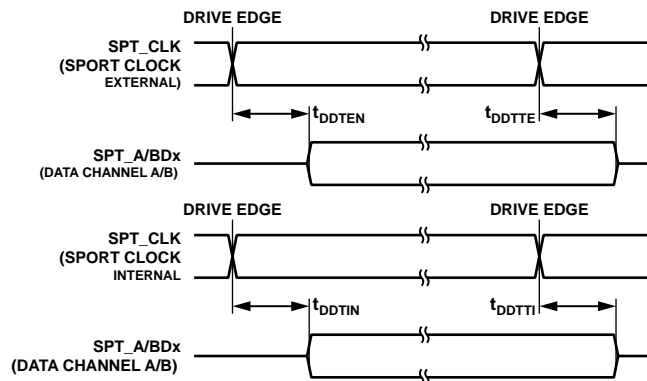 DRIVE EDGE DRIVE EDGE
SPT_CLK
(SPORT CLOCK
EXTERNAL)
tDDTEN tDDTTE
SPT_A/BDx
(DATA CHANNEL A/B)
DRIVE EDGE DRIVE EDGE
SPT_CLK
(SPORT CLOCK
INTERNAL
tDDTIN tDDTTI
SPT_A/BDx
(DATA CHANNEL A/B)